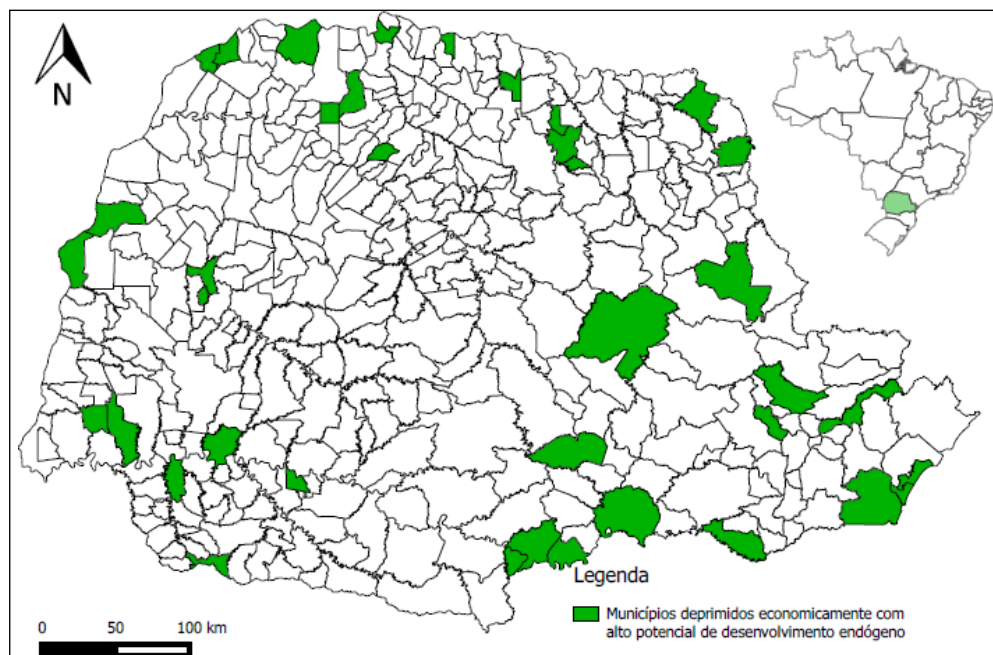 N
Legenda
Municípios deprimidos economicamente com
alto potencial de desenvolvimento endógeno
0 50 100 km